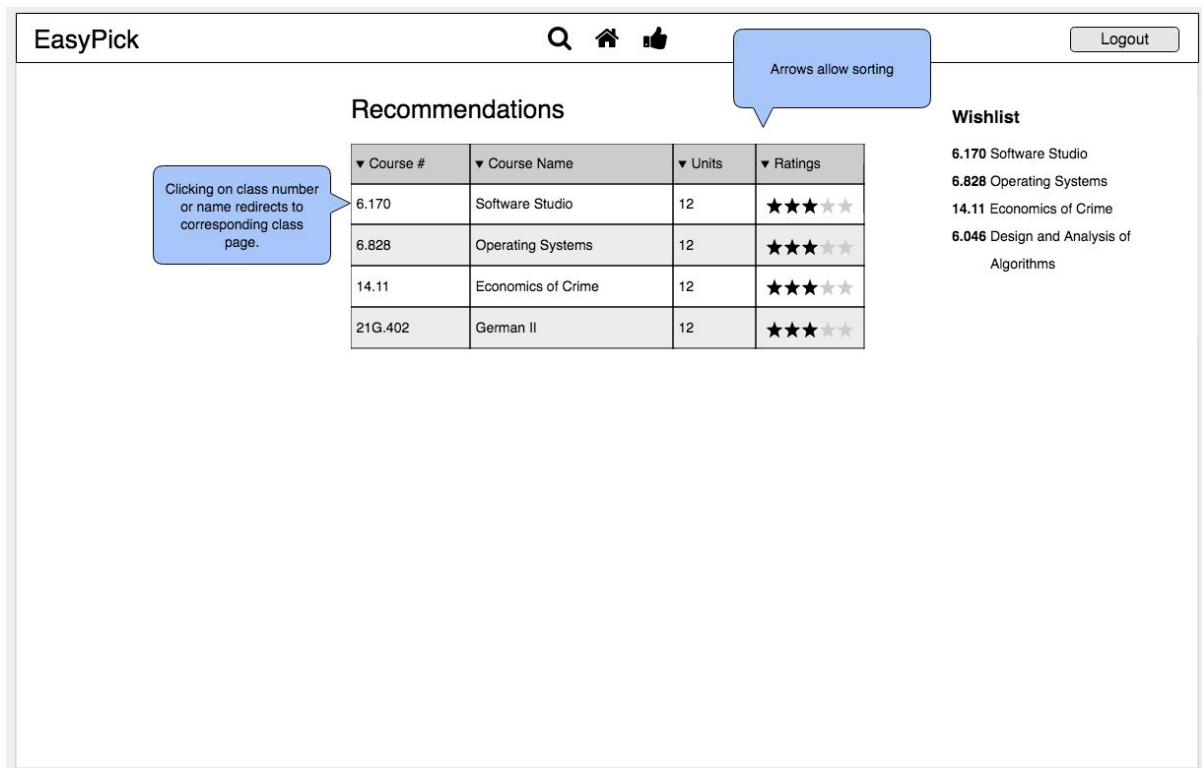 EasyPick
Logout
Arrows allow sorting
Recommendations
▼ Course # ▼ Course Name ▼ Units ▼ Ratings
6.170 Software Studio 12
6.828 Operating Systems 12
14.11 Economics of Crime 12
21G.402 German II 12
Clicking on class number
or name redirects to
corresponding class
page.
Wishlist
6.170 Software Studio
6.828 Operating Systems
14.11 Economics of Crime
6.046 Design and Analysis of
Algorithms